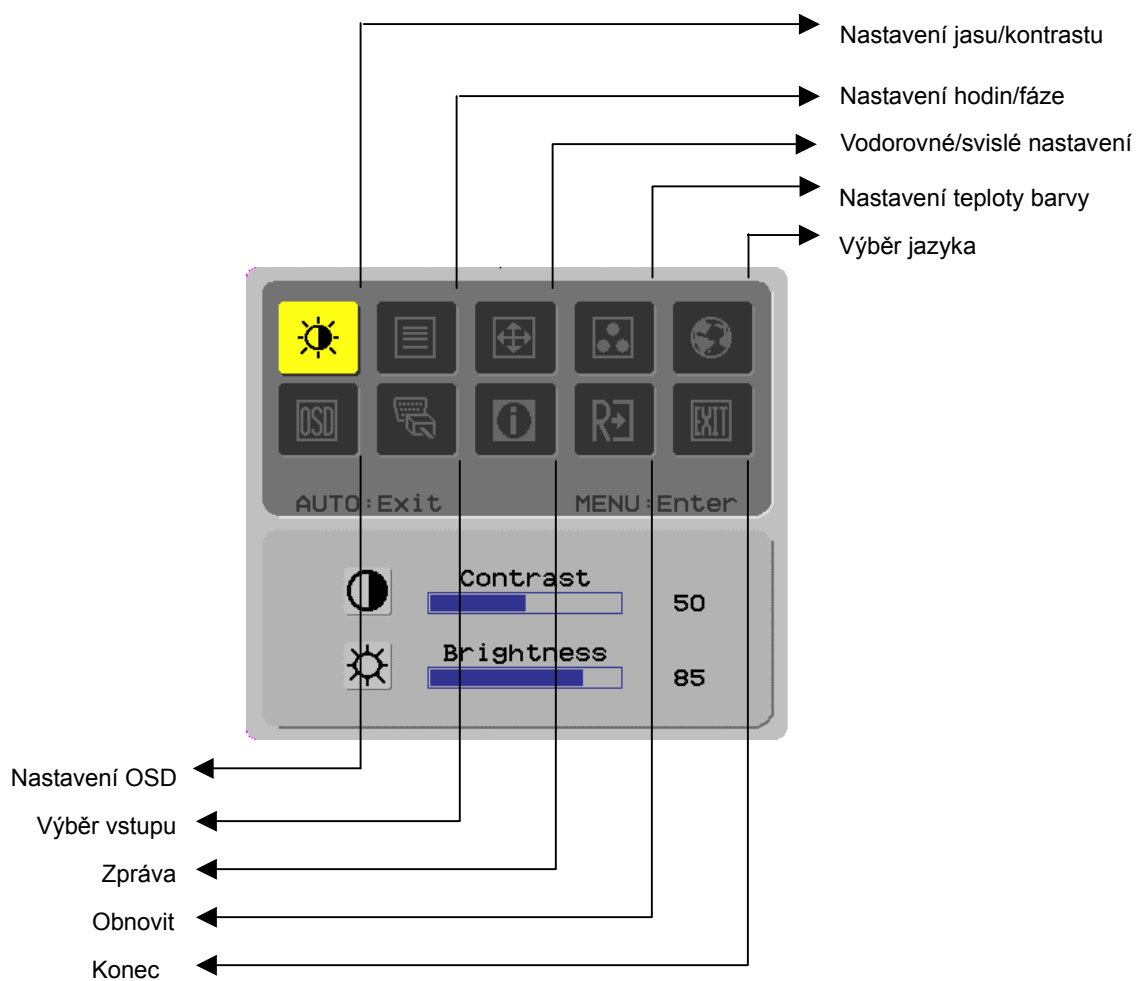 Nastavení jasu/kontrastu
Nastavení hodin/fáze
Vodorovné/svislé nastavení
Nastavení teploty barvy
Výběr jazyka
OSD
i
R
EXIT
AUTO:Exit
MENU:Enter
Contrast
50
Brightness
85
Nastavení OSD
Výběr vstupu
Zpráva
Obnovit
Konec